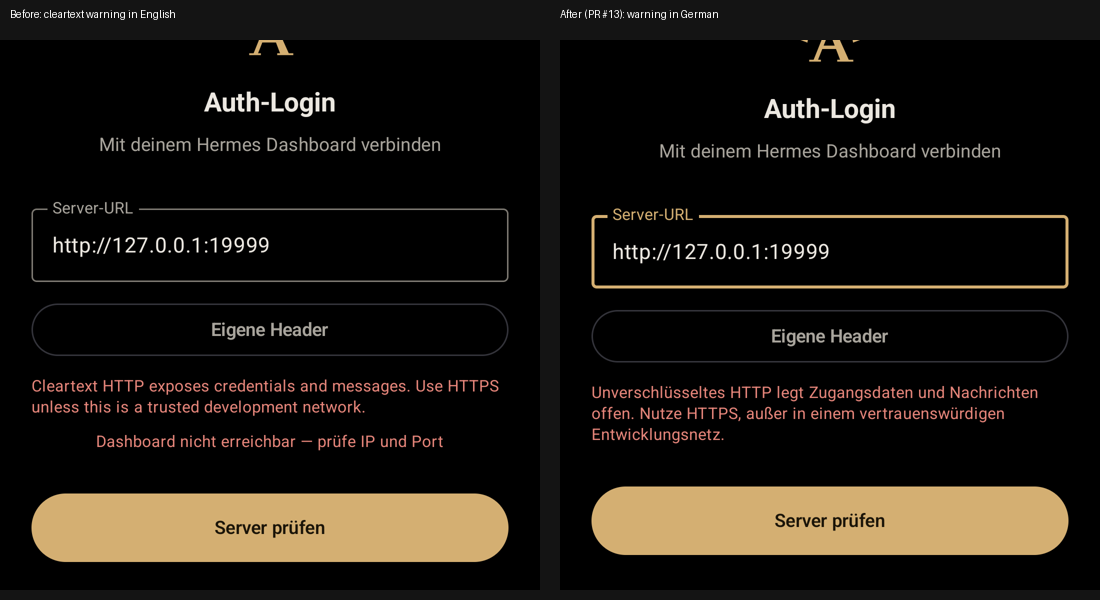 Before: cleartext warning in English
A
Auth-Login
Mit deinem Hermes Dashboard verbinden
Server-URL
http://127.0.0.1:19999
Eigene Header
Cleartext HTTP exposes credentials and messages. Use HTTPS
unless this is a trusted development network.
Dashboard nicht erreichbar — prüfe IP und Port
Server prüfen
After (PR #13): warning in German
A
Auth-Login
Mit deinem Hermes Dashboard verbinden
Server-URL
http://127.0.0.1:19999
Eigene Header
Unverschlüsseltes HTTP legt Zugangsdaten und Nachrichten
offen. Nutze HTTPS, außer in einem vertrauenswürdigen
Entwicklungsnetz.
Server prüfen